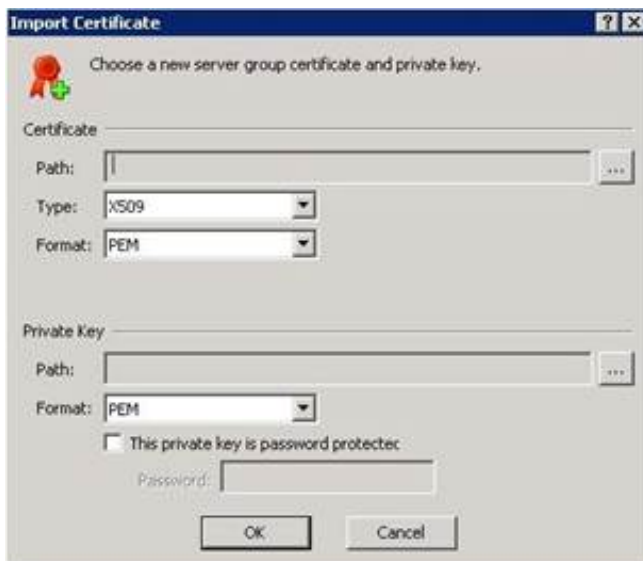 Import Certificate
Choose a new server group certificate and private key.
Certificate
Path: ...
Type: X509
Format: PEM
Private Key
Path: ...
Format: PEM
This private key is password protectec
Password:
OK Cancel